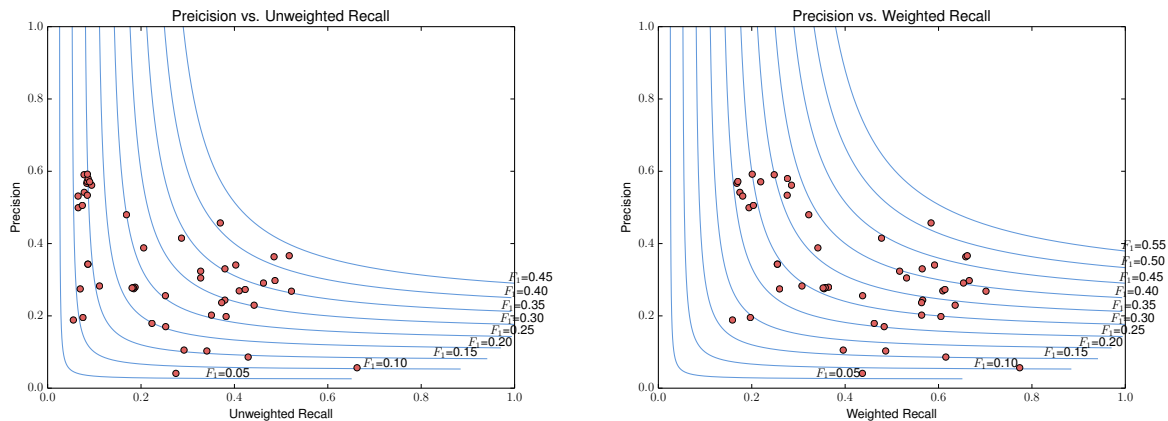 Preicision vs. Unweighted Recall
1.0
0.8
0.6
0.4
0.2
0.0
Precision
F1=0.45
F1=0.40
F1=0.35
F1=0.30
F1=0.25
F1=0.20
F1=0.15
F1=0.10
F1=0.05
0.0 0.2 0.4 0.6 0.8 1.0
Unweighted Recall
Precision vs. Weighted Recall
1.0
0.8
0.6
0.4
0.2
0.0
Precision
F1=0.55
F1=0.50
F1=0.45
F1=0.40
F1=0.35
F1=0.30
F1=0.25
F1=0.20
F1=0.15
F1=0.10
F1=0.05
0.0 0.2 0.4 0.6 0.8 1.0
Weighted Recall